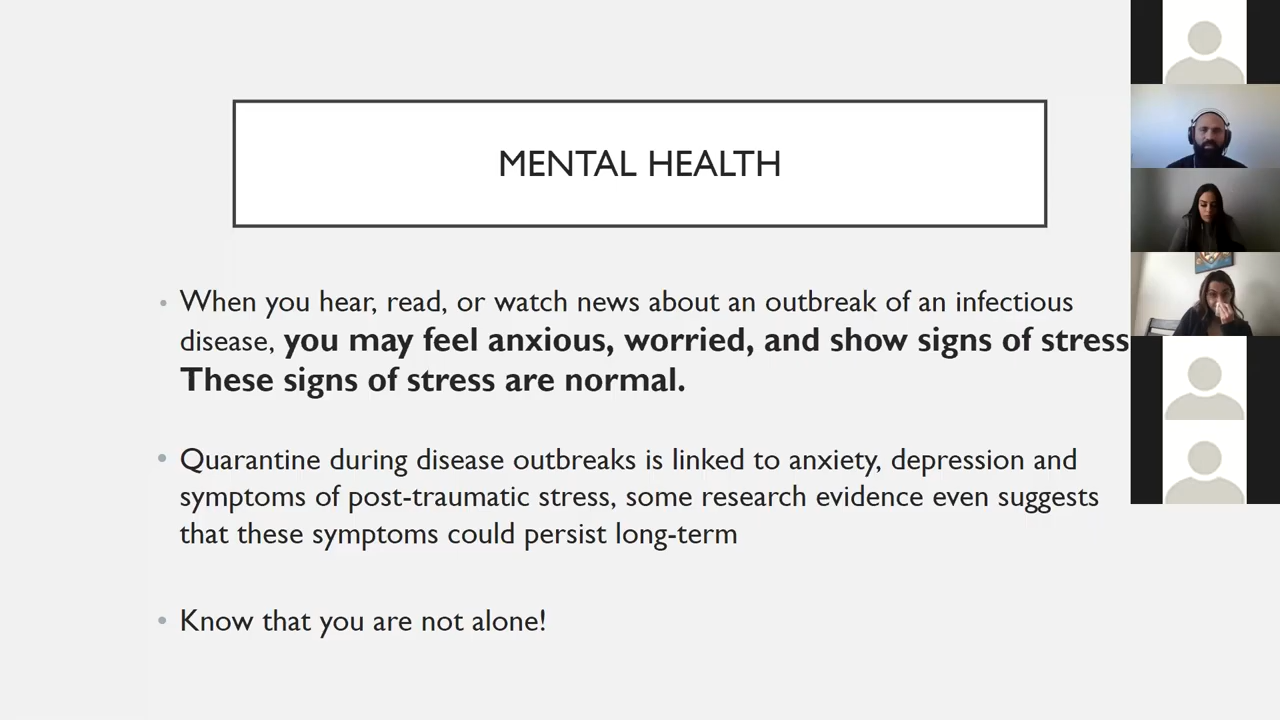 MENTAL HEALTH
When you hear, read, or watch news about an outbreak of an infectious
disease, you may feel anxious, worried, and show signs of stress
These signs of stress are normal.
Quarantine during disease outbreaks is linked to anxiety, depression and
symptoms of post-traumatic stress, some research evidence even suggests
that these symptoms could persist long-term
Know that you are not alone!